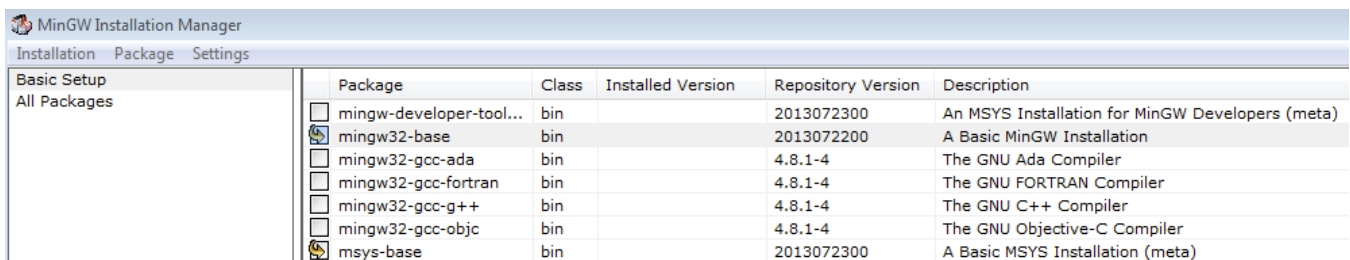 MinGW Installation Manager
Installation Package Settings
Basic Setup
All Packages
Package Class Installed Version Repository Version Description
mingw-developer-tool... bin 2013072300 An MSYS Installation for MinGW Developers (meta)
mingw32-base bin 2013072200 A Basic MinGW Installation
mingw32-gcc-ada bin 4.8.1-4 The GNU Ada Compiler
mingw32-gcc-fortran bin 4.8.1-4 The GNU FORTRAN Compiler
mingw32-gcc-g++ bin 4.8.1-4 The GNU C++ Compiler
mingw32-gcc-objc bin 4.8.1-4 The GNU Objective-C Compiler
msys-base bin 2013072300 A Basic MSYS Installation (meta)